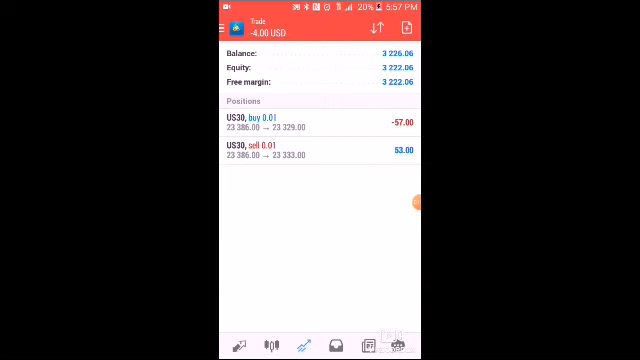 20% 5:57 PM
Trade
-4.00 USD
Balance: 3 226.06
Equity: 3 222.06
Free margin: 3 222.06
Positions
US30, buy 0.01 -57.00
23 386.00 → 23 329.00
US30, sell 0.01 53.00
23 386.00 → 23 333.00